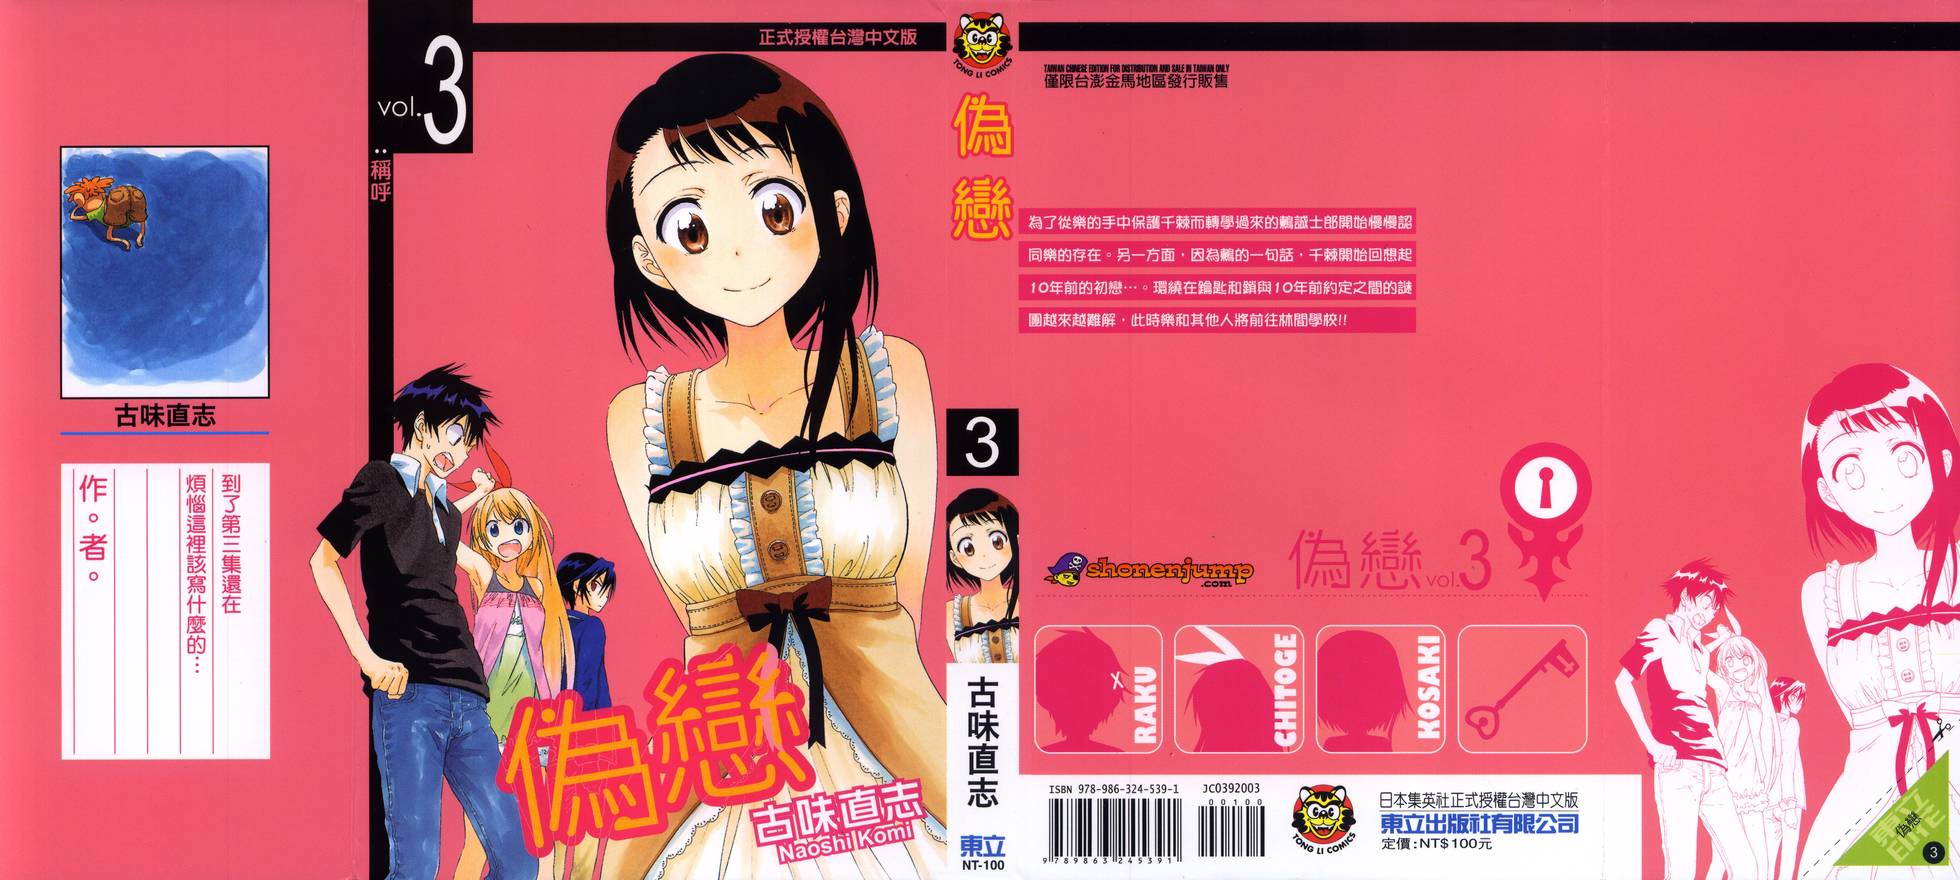 古味直志
到了第三集還在
煩惱這裡該寫什麼的…
作。者。
vol.3
:稱呼
正式授權台灣中文版
偽戀
古味直志
Naoshi Komi
TONG LI COMICS
偽戀
3
古味直志
東立
NT-100
TAIWAN CHINESE EDITION FOR DISTRIBUTION AND SALE IN TAIWAN ONLY
僅限台澎金馬地區發行販售
為了從樂的手中保護千棘而轉學過來的鶫誠士郎開始慢慢認
同樂的存在。另一方面，因為鶫的一句話，千棘開始回想起
10年前的初戀…。環繞在鑰匙和鎖與10年前約定之間的謎
團越來越難解，此時樂和其他人將前往林間學校!!
shonenjump
.com
偽戀 vol.3
RAKU
CHITOGE
KOSAKI
ISBN 978-986-324-539-1
JC0392003
00100
9 789863 245391
TONG LI COMICS
日本集英社正式授權台灣中文版
東立出版社有限公司
定價:NT$100元
偽戀
3